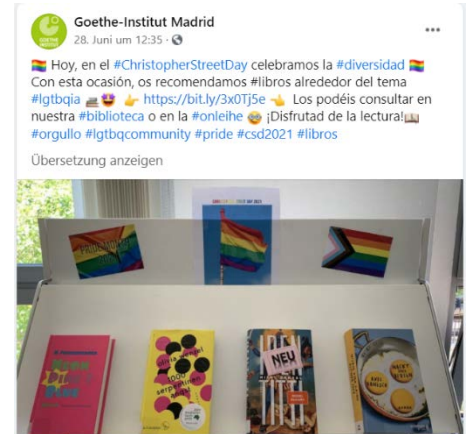 Goethe-Institut Madrid
28. Juni um 12:35 ·
🏳️‍🌈 Hoy, en el #ChristopherStreetDay celebramos la #diversidad 🏳️‍🌈
Con esta ocasión, os recomendamos #libros alrededor del tema
#lgtbqia 📚🤩 👉 https://bit.ly/3x0Tj5e 👈 Los podéis consultar en
nuestra #biblioteca o en la #onleihe 🤓 ¡Disfrutad de la lectura!📖
#orgullo #lgtbqcommunity #pride #csd2021 #libros
Übersetzung anzeigen
NEU